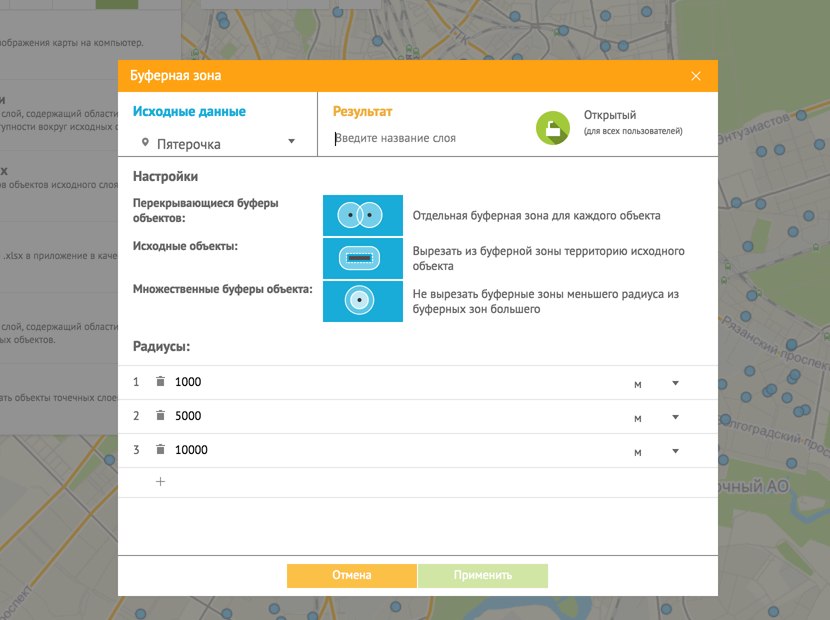 ображения карты на компьютер.
и
слой, содержащий области
тупности вокруг исходных о
х
ов объектов исходного слоя
.xlsx в приложение в каче
слой, содержащий области
ых объектов.
ать объекты точечных слоев
Буферная зона
Исходные данные
Пятерочка
Результат
Введите название слоя
Открытый
(для всех пользователей)
Настройки
Перекрывающиеся буферы
объектов:
Отдельная буферная зона для каждого объекта
Исходные объекты:
Вырезать из буферной зоны территорию исходного
объекта
Множественные буферы объекта:
Не вырезать буферные зоны меньшего радиуса из
буферных зон большего
Радиусы:
1 1000 м
2 5000 м
3 10000 м
+
Отмена
Применить
Энтузиастов
Рязанский проспект
олгоградский просп
очный АО
проспект